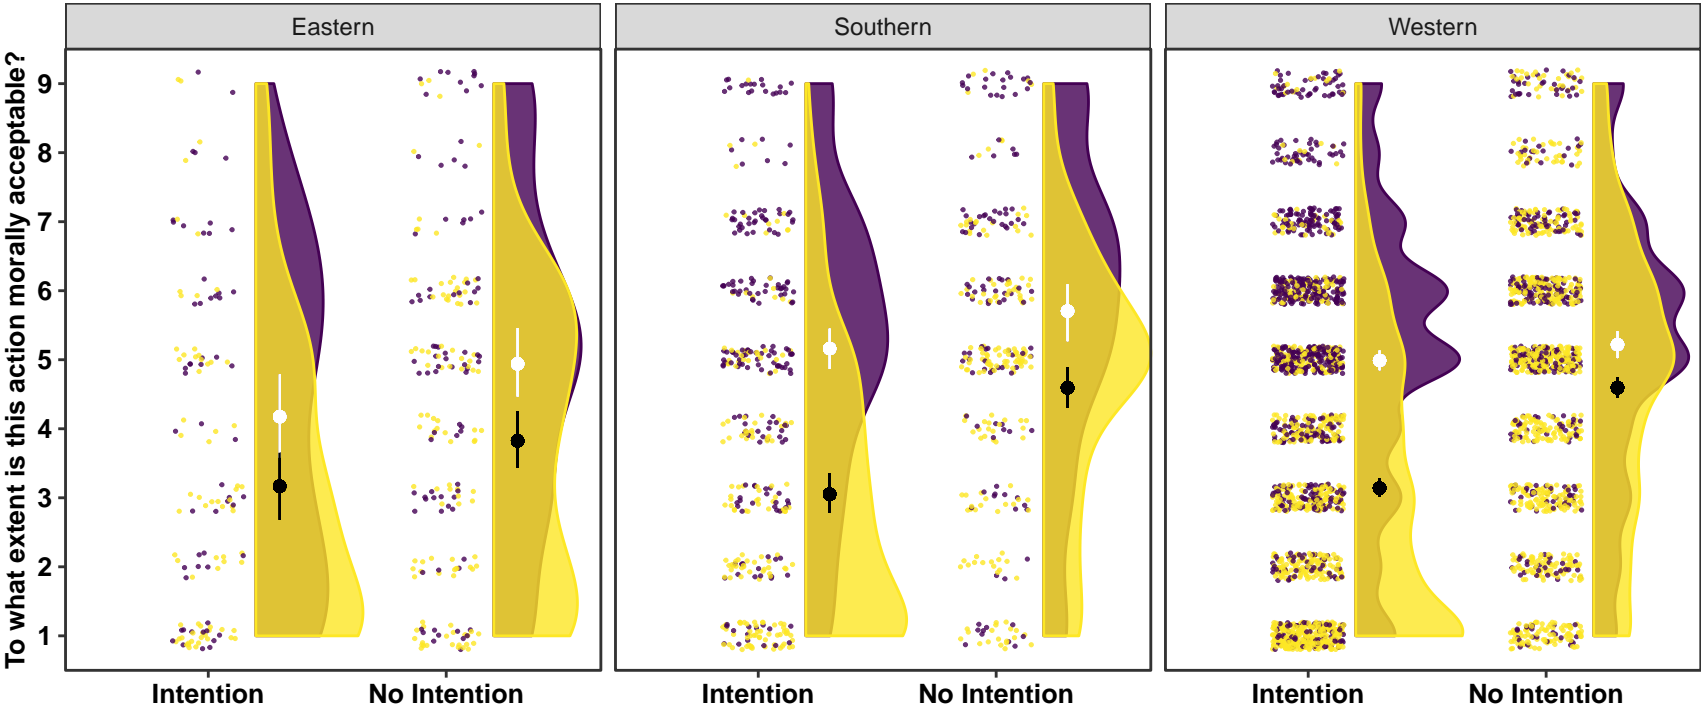 Eastern
Southern
Western
To what extent is this action morally acceptable?
9
8
7
6
5
4
3
2
1
Intention
No Intention
Intention
No Intention
Intention
No Intention